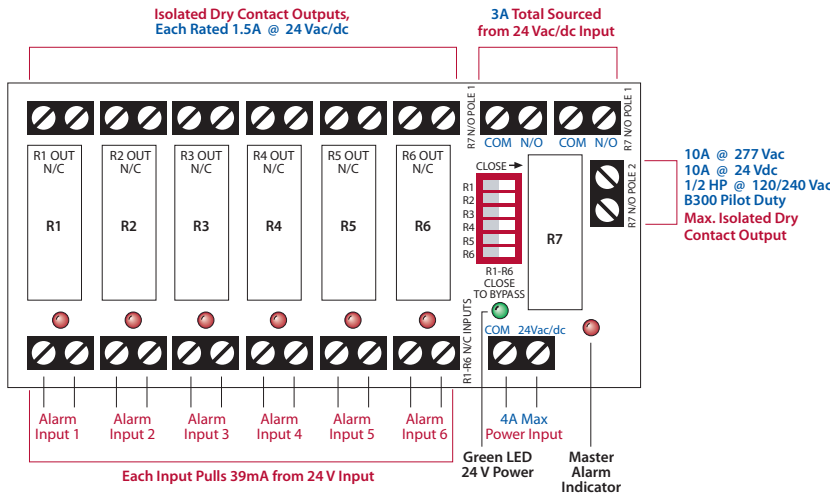 Isolated Dry Contact Outputs,
Each Rated 1.5A @ 24 Vac/dc
3A Total Sourced
from 24 Vac/dc Input
R7 N/O POLE 1
COM N/O
COM N/O
R7 N/O POLE 1
R1 OUT
N/C
R1
R2 OUT
N/C
R2
R3 OUT
N/C
R3
R4 OUT
N/C
R4
R5 OUT
N/C
R5
R6 OUT
N/C
R6
CLOSE
R1
R2
R3
R4
R5
R6
R1-R6
CLOSE
TO BYPASS
R7
R7 N/O POLE 2
10A @ 277 Vac
10A @ 24 Vdc
1/2 HP @ 120/240 Vac
B300 Pilot Duty
Max. Isolated Dry
Contact Output
R1-R6 N/C INPUTS
COM 24Vac/dc
Alarm
Input 1
Alarm
Input 2
Alarm
Input 3
Alarm
Input 4
Alarm
Input 5
Alarm
Input 6
4A Max
Power Input
Each Input Pulls 39mA from 24 V Input
Green LED
24 V Power
Master
Alarm
Indicator